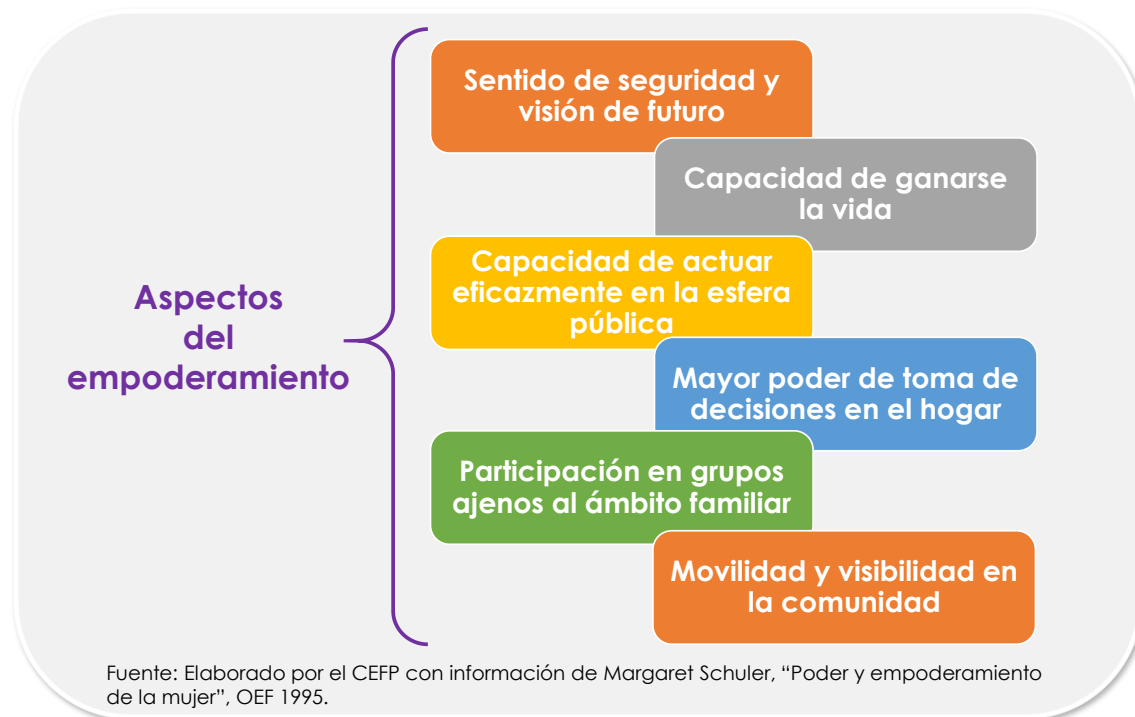 Aspectos
del
empoderamiento
Sentido de seguridad y
visión de futuro
Capacidad de ganarse
la vida
Capacidad de actuar
eficazmente en la esfera
pública
Mayor poder de toma de
decisiones en el hogar
Participación en grupos
ajenos al ámbito familiar
Movilidad y visibilidad en
la comunidad
Fuente: Elaborado por el CEFP con información de Margaret Schuler, “Poder y empoderamiento
de la mujer”, OEF 1995.